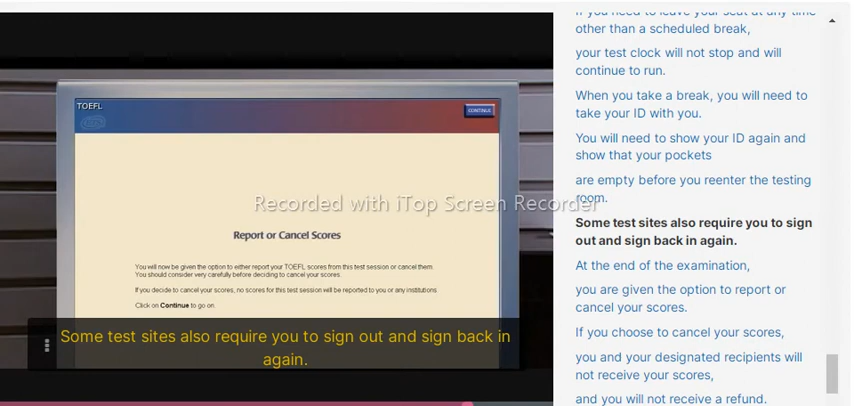 TOEFL
CONTINUE
Report or Cancel Scores
You will now be given the option to either report your TOEFL scores from this test session or cancel them.
You should consider very carefully before deciding to cancel your scores.
If you decide to cancel your scores, no scores for this test session will be reported to you or any institutions
Click on Continue to go on.
Recorded with iTop Screen Recorder
Some test sites also require you to sign out and sign back in
again.
If you need to leave your seat at any time
other than a scheduled break,
your test clock will not stop and will
continue to run.
When you take a break, you will need to
take your ID with you.
You will need to show your ID again and
show that your pockets
are empty before you reenter the testing
room.
Some test sites also require you to sign
out and sign back in again.
At the end of the examination,
you are given the option to report or
cancel your scores.
If you choose to cancel your scores,
you and your designated recipients will
not receive your scores,
and you will not receive a refund.